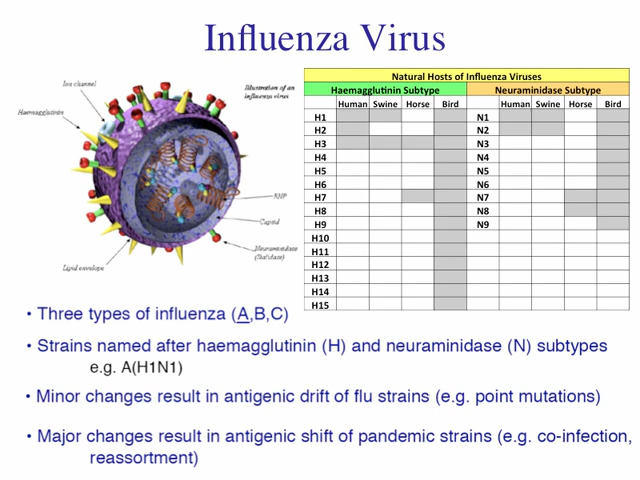 Influenza Virus
Ion channel
Haemagglutinin
Illustration of an
influenza virus
RNP
Capsid
Neuraminidase
(Sialidase)
Lipid envelope
Natural Hosts of Influenza Viruses
Haemagglutinin Subtype Neuraminidase Subtype
Human Swine Horse Bird Human Swine Horse Bird
H1 N1
H2 N2
H3 N3
H4 N4
H5 N5
H6 N6
H7 N7
H8 N8
H9 N9
H10
H11
H12
H13
H14
H15
• Three types of influenza (A,B,C)
• Strains named after haemagglutinin (H) and neuraminidase (N) subtypes
e.g. A(H1N1)
• Minor changes result in antigenic drift of flu strains (e.g. point mutations)
• Major changes result in antigenic shift of pandemic strains (e.g. co-infection,
reassortment)